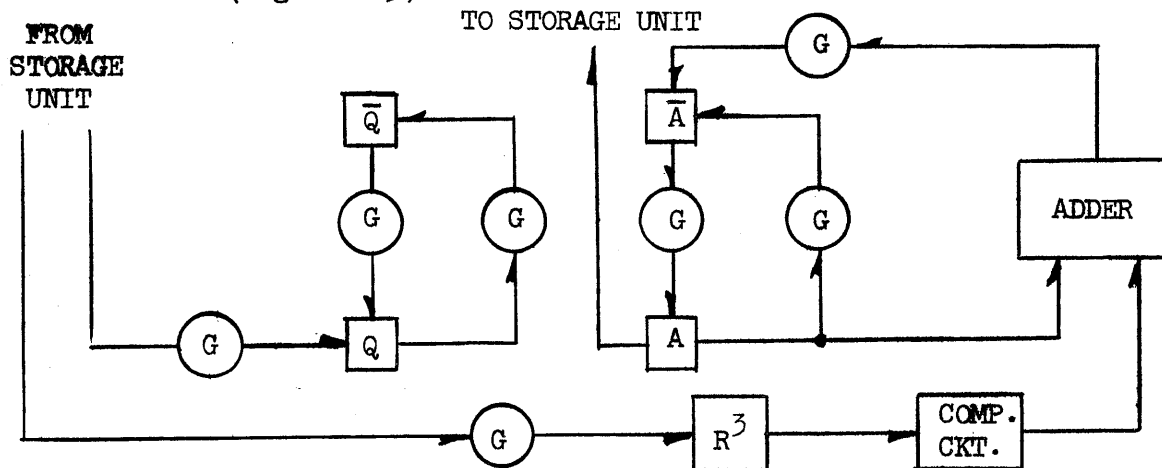 TO STORAGE UNIT
FROM
STORAGE
UNIT
G
Q̅
A̅
G
G
G
G
ADDER
G
Q
A
G
R³
COMP.
CKT.